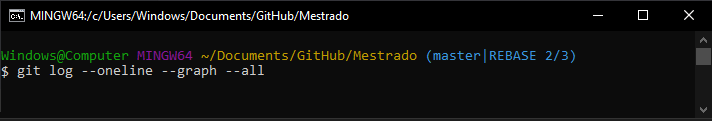 MINGW64:/c/Users/Windows/Documents/GitHub/Mestrado
Windows@Computer MINGW64 ~/Documents/GitHub/Mestrado (master|REBASE 2/3)
$ git log --oneline --graph --all